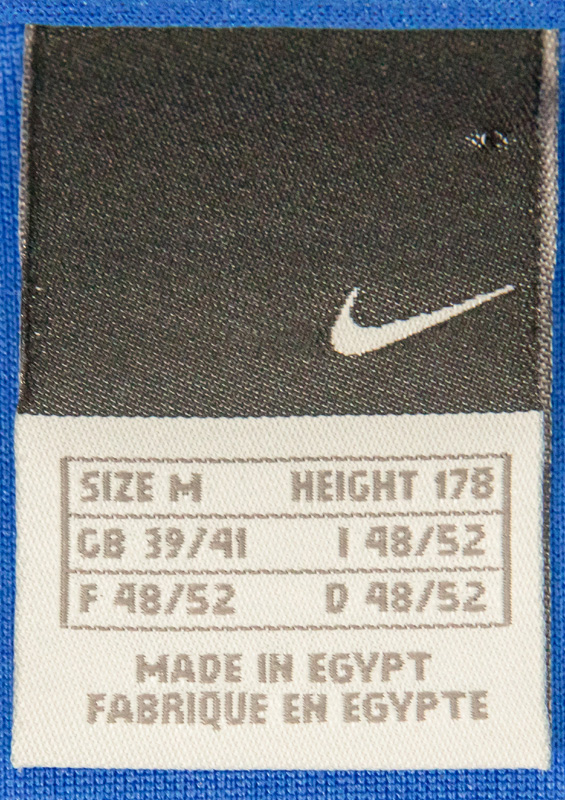 SIZE M HEIGHT 178
GB 39/41 I 48/52
F 48/52 D 48/52
MADE IN EGYPT
FABRIQUE EN EGYPTE